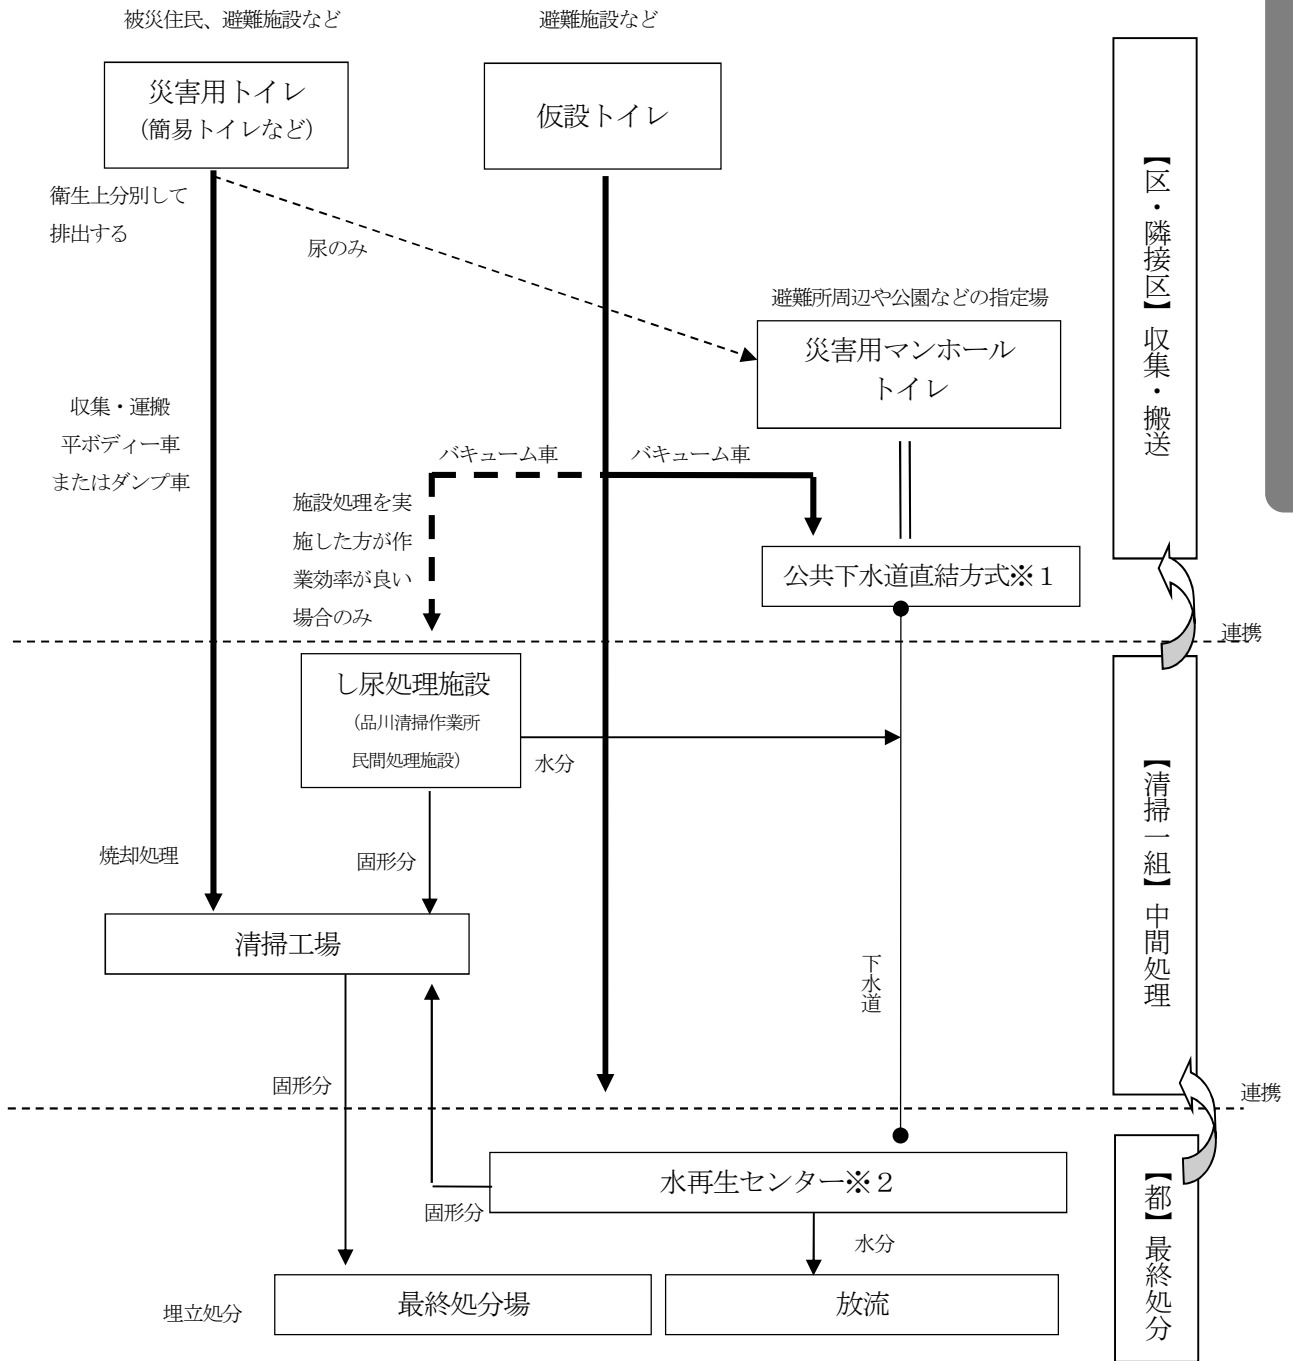 被災住民、避難施設など
避難施設など
災害用トイレ
（簡易トイレなど）
仮設トイレ
衛生上分別して
排出する
尿のみ
避難所周辺や公園などの指定場
災害用マンホール
トイレ
収集・運搬
平ボディー車
またはダンプ車
バキューム車
バキューム車
施設処理を実
施した方が作
業効率が良い
場合のみ
公共下水道直結方式※１
【区・隣接区】収集・搬送
連携
し尿処理施設
（品川清掃作業所
民間処理施設）
水分
焼却処理
固形分
清掃工場
下水道
【清掃一組】中間処理
固形分
連携
水再生センター※２
固形分
水分
埋立処分
最終処分場
放流
【都】最終処分